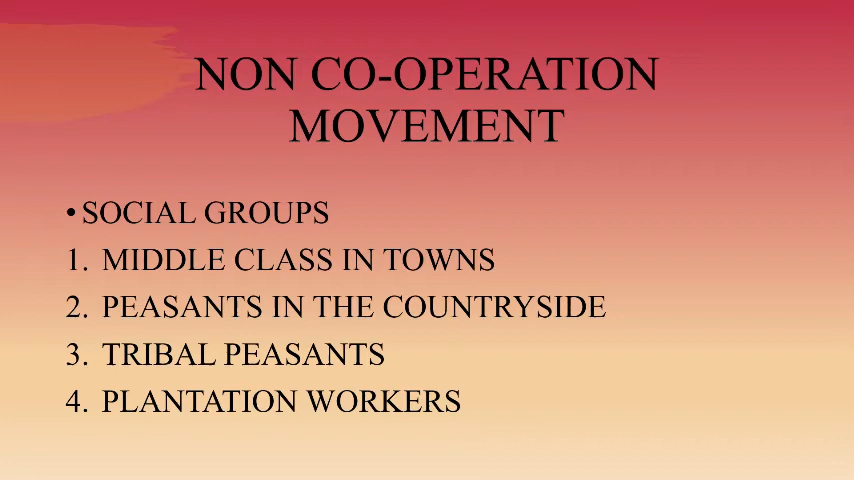 NON CO-OPERATION
MOVEMENT
• SOCIAL GROUPS
1. MIDDLE CLASS IN TOWNS
2. PEASANTS IN THE COUNTRYSIDE
3. TRIBAL PEASANTS
4. PLANTATION WORKERS